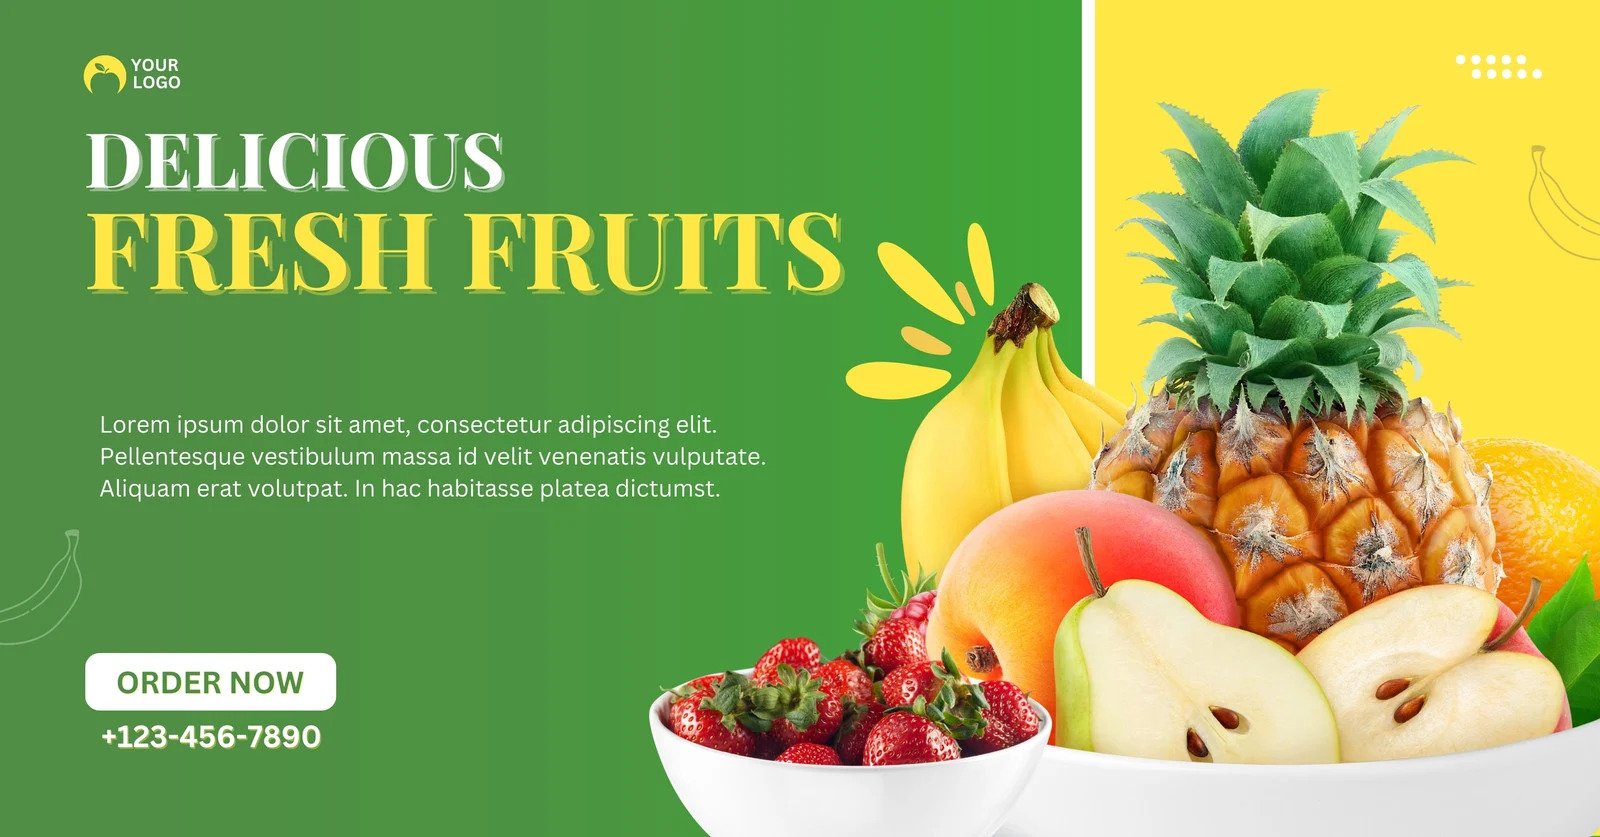 YOUR
LOGO
DELICIOUS
FRESH FRUITS
Lorem ipsum dolor sit amet, consectetur adipiscing elit.
Pellentesque vestibulum massa id velit venenatis vulputate.
Aliquam erat volutpat. In hac habitasse platea dictumst.
ORDER NOW
+123-456-7890